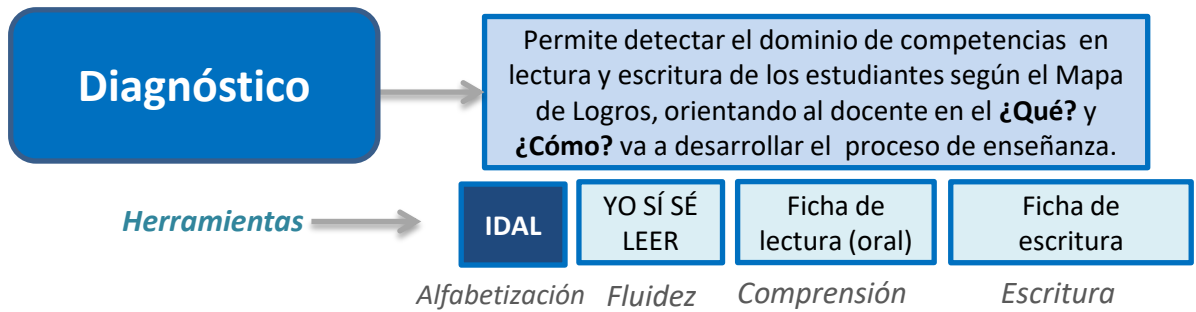 Diagnóstico
Permite detectar el dominio de competencias en
lectura y escritura de los estudiantes según el Mapa
de Logros, orientando al docente en el ¿Qué? y
¿Cómo? va a desarrollar el proceso de enseñanza.
Herramientas
IDAL
YO SÍ SÉ
LEER
Ficha de
lectura (oral)
Ficha de
escritura
Alfabetización
Fluidez
Comprensión
Escritura